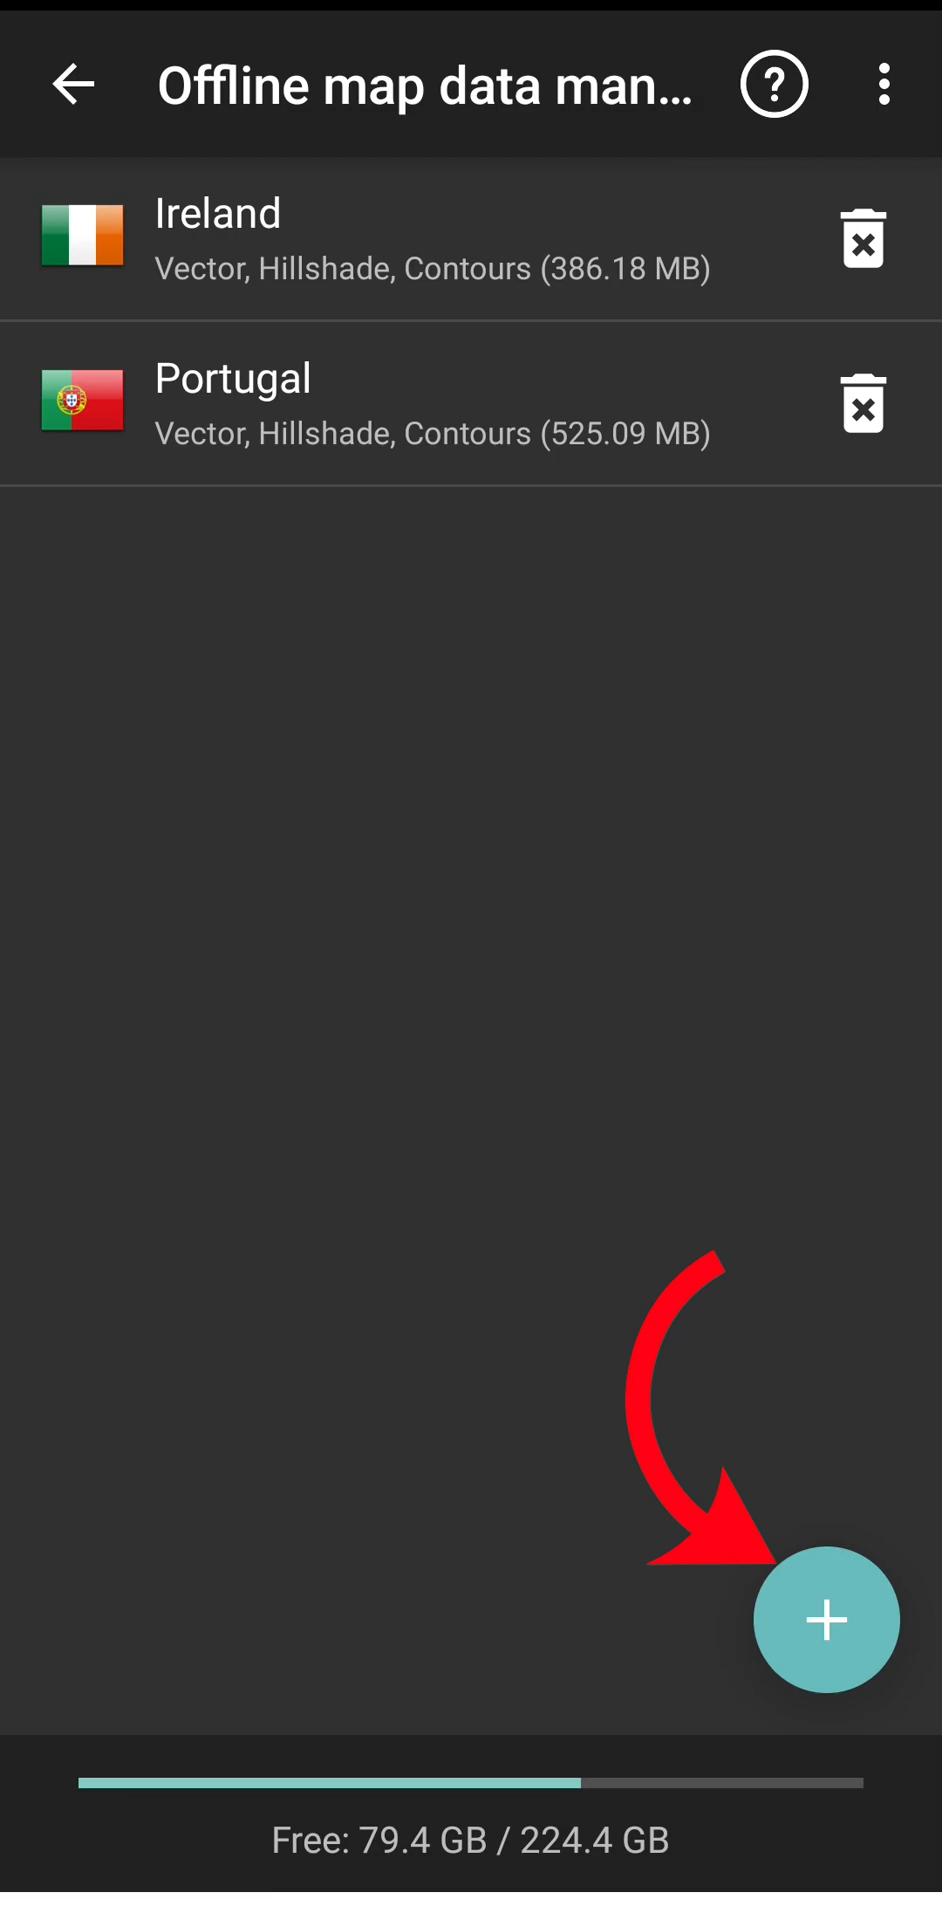 Offline map data man...
Ireland
Vector, Hillshade, Contours (386.18 MB)
Portugal
Vector, Hillshade, Contours (525.09 MB)
Free: 79.4 GB / 224.4 GB